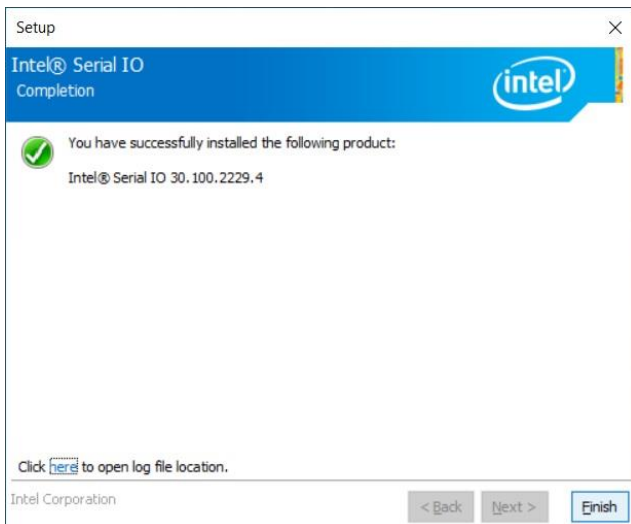 Setup
Intel® Serial IO
Completion
intel
You have successfully installed the following product:
Intel® Serial IO 30.100.2229.4
Click here to open log file location.
Intel Corporation
< Back Next > Finish